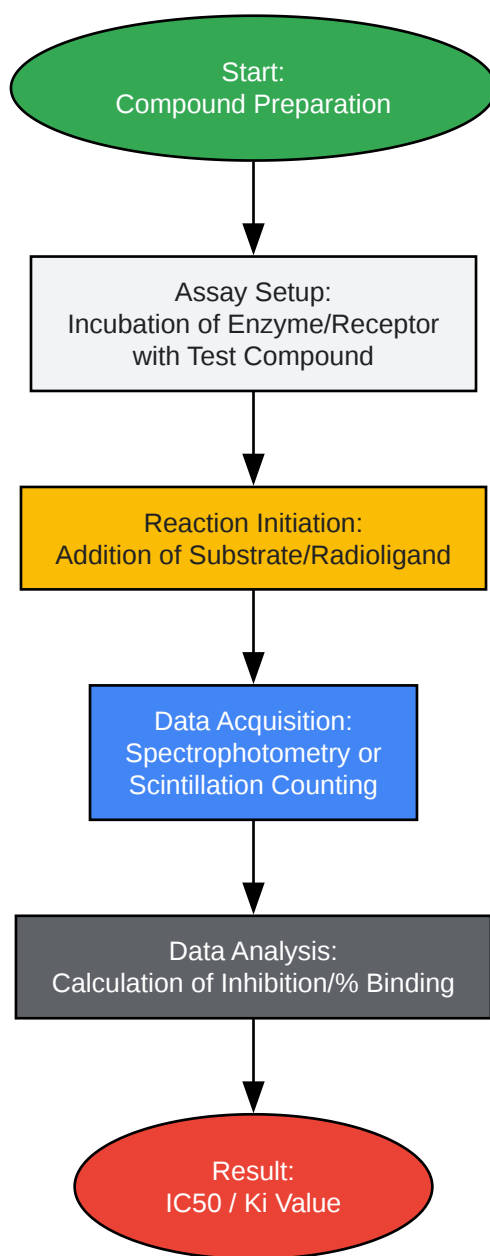 Start:
Compound Preparation
Assay Setup:
Incubation of Enzyme/Receptor
with Test Compound
Reaction Initiation:
Addition of Substrate/Radioligand
Data Acquisition:
Spectrophotometry or
Scintillation Counting
Data Analysis:
Calculation of Inhibition/% Binding
Result:
IC50 / Ki Value